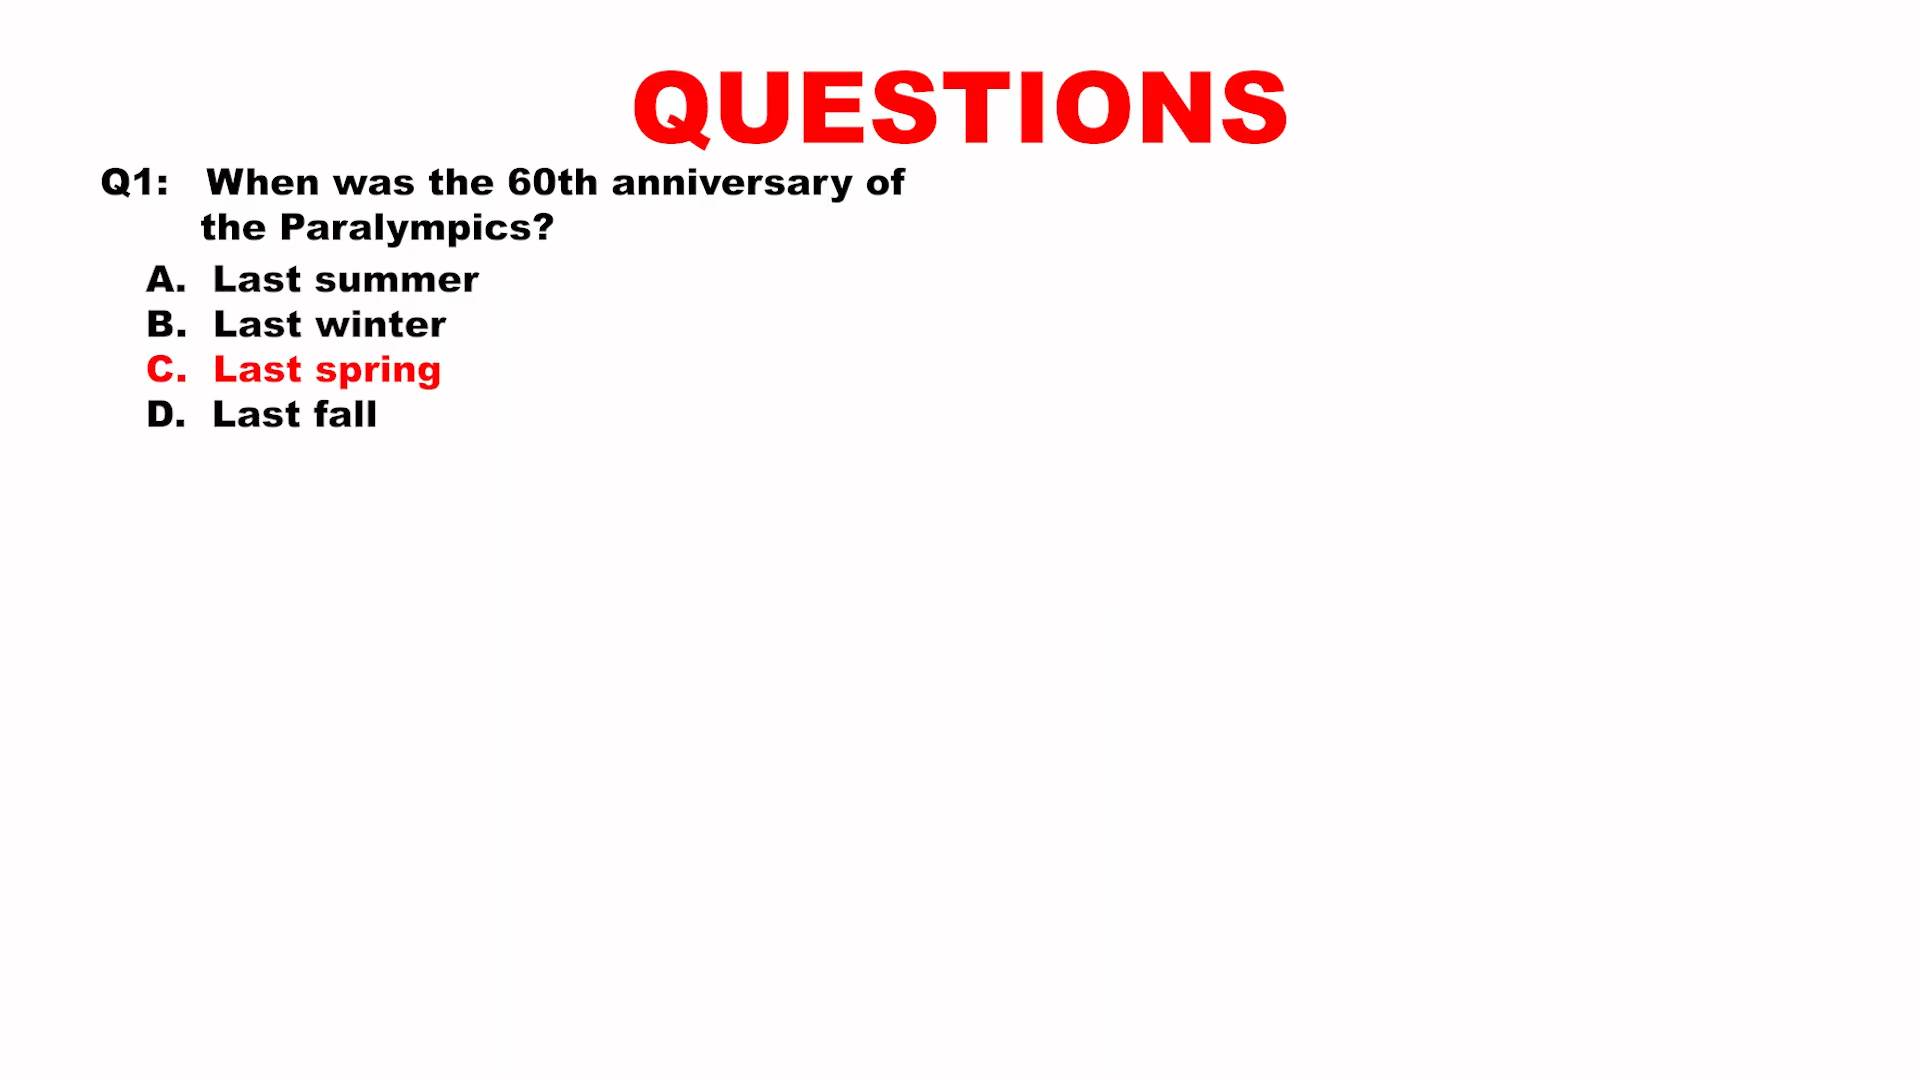 QUESTIONS
Q1: When was the 60th anniversary of
the Paralympics?
A. Last summer
B. Last winter
C. Last spring
D. Last fall